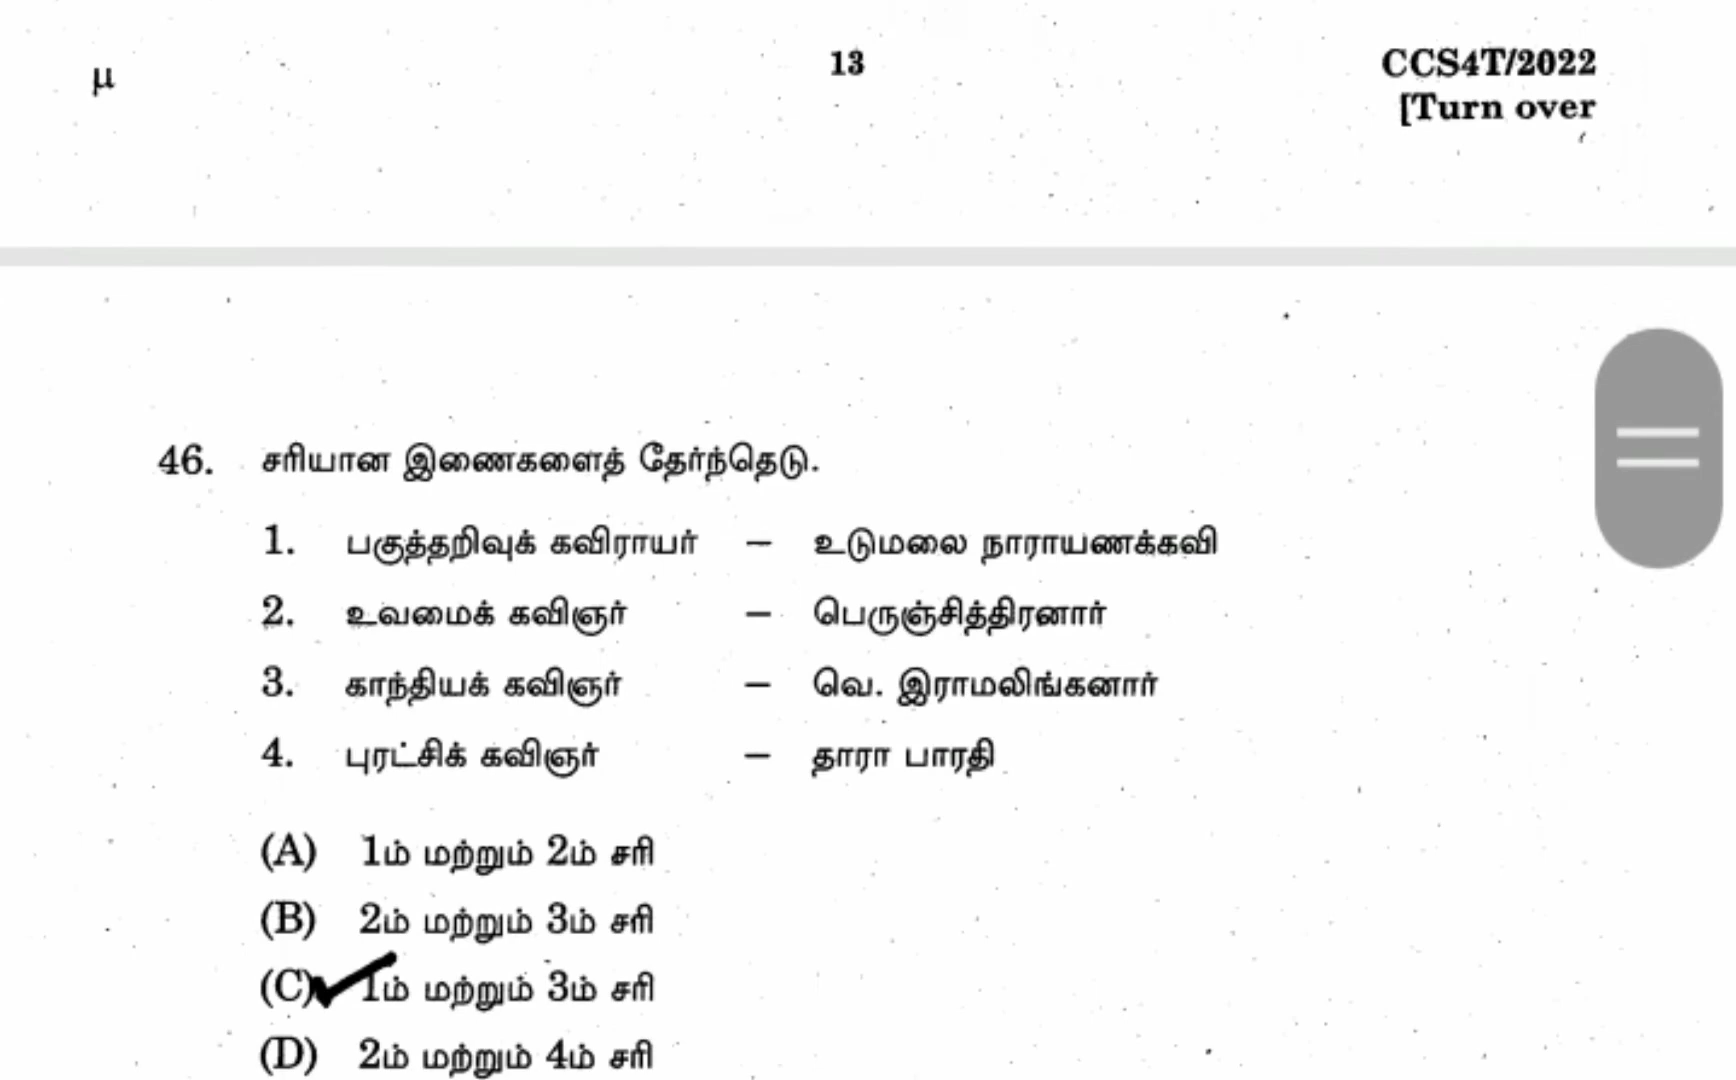 µ 13 CCS4T/2022
[Turn over
46. சரியான இணைகளைத் தேர்ந்தெடு.
1. பகுத்தறிவுக் கவிராயர் – உடுமலை நாராயணக்கவி
2. உவமைக் கவிஞர் – பெருஞ்சித்திரனார்
3. காந்தியக் கவிஞர் – வெ. இராமலிங்கனார்
4. புரட்சிக் கவிஞர் – தாரா பாரதி
(A) 1ம் மற்றும் 2ம் சரி
(B) 2ம் மற்றும் 3ம் சரி
(C) 1ம் மற்றும் 3ம் சரி
(D) 2ம் மற்றும் 4ம் சரி